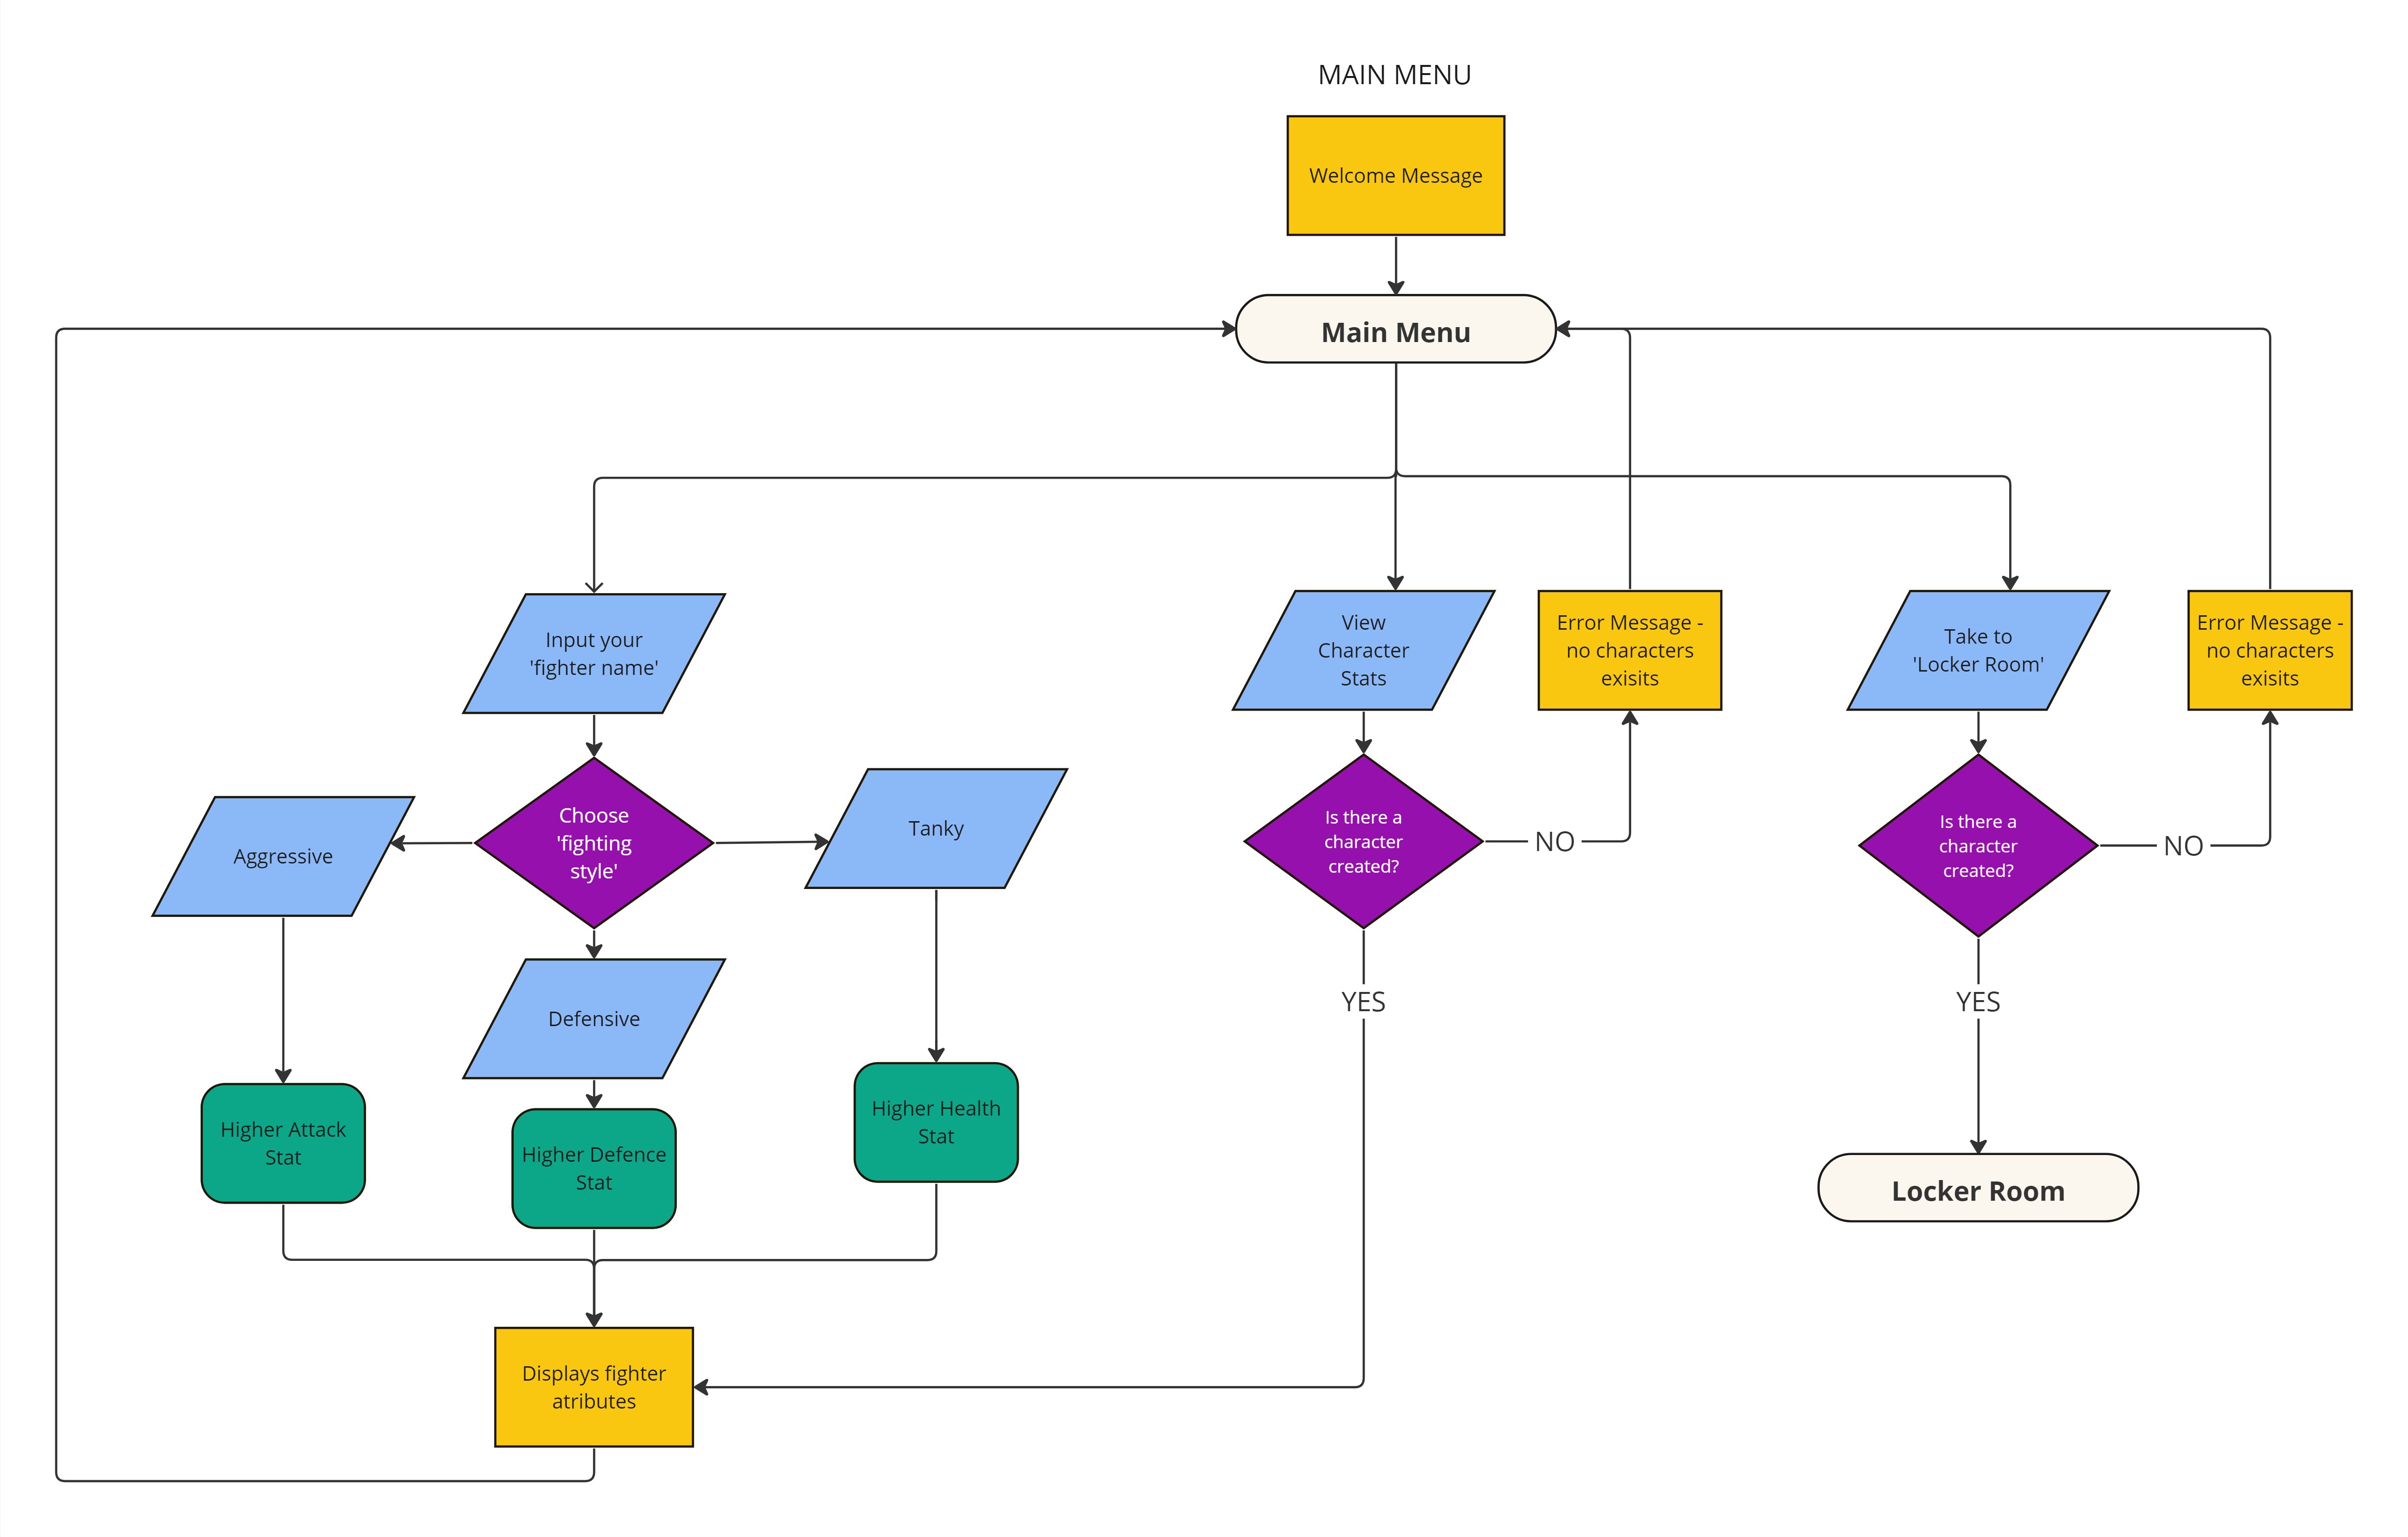 MAIN MENU
Welcome Message
Main Menu
Input your
'fighter name'
View
Character
Stats
Error Message -
no characters
exisits
Take to
'Locker Room'
Error Message -
no characters
exisits
Aggressive
Choose
'fighting
style'
Tanky
Is there a
character
created?
NO
Is there a
character
created?
NO
Defensive
YES
YES
Higher Attack
Stat
Higher Defence
Stat
Higher Health
Stat
Locker Room
Displays fighter
atributes